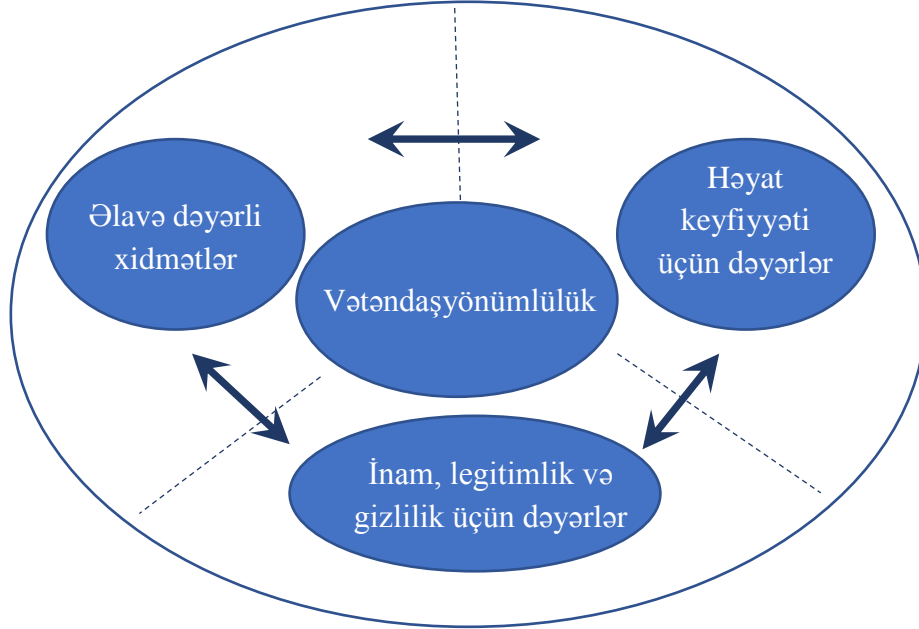 Əlavə dəyərli
xidmətlər
Həyat
keyfiyyəti
üçün dəyərlər
Vətəndaşyönümlülük
İnam, legitimlik və
gizlilik üçün dəyərlər